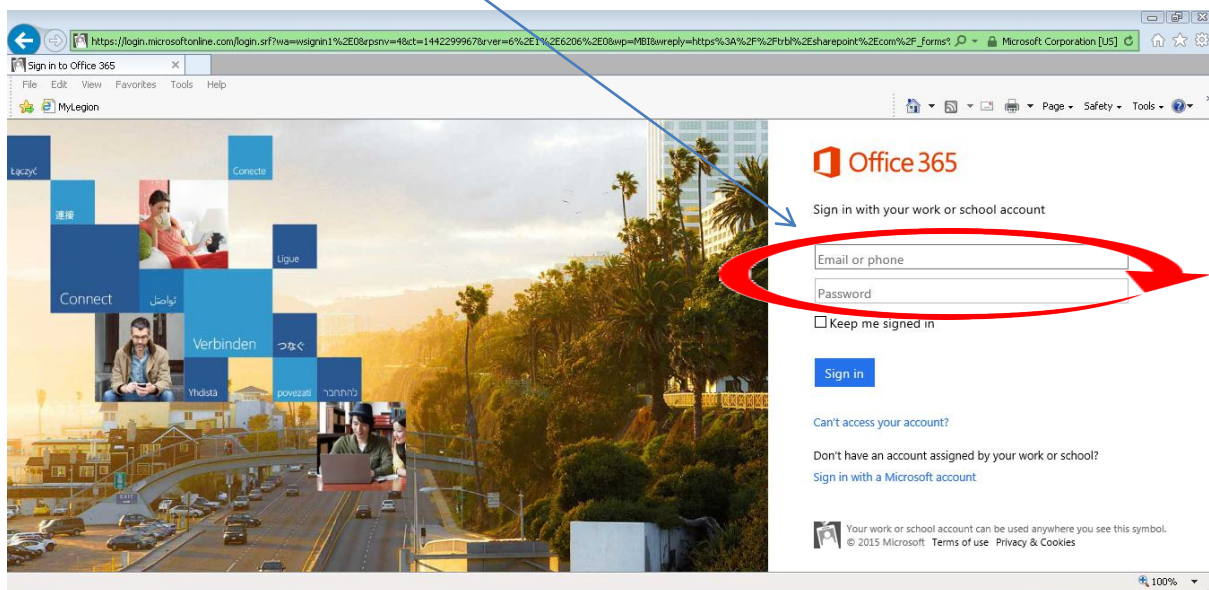 https://login.microsoftonline.com/login.srf?wa=wsignin1%2E0&rpsnv=4&ct=1442299967&rver=6%2E1%2E6206%2E0&wp=MBI&wreply=https%3A%2F%2Ftrbl%2Esharepoint%2Ecom%2F_forms% Microsoft Corporation [US]
Sign in to Office 365
File Edit View Favorites Tools Help
MyLegion Page Safety Tools
Łączyć
Conecte
連接
Ligue
Connect
تواصَل
Verbinden
つなぐ
Yhdistä
povezati
להתחבר
EXIT
Office 365
Sign in with your work or school account
Email or phone
Password
Keep me signed in
Sign in
Can't access your account?
Don't have an account assigned by your work or school?
Sign in with a Microsoft account
Your work or school account can be used anywhere you see this symbol.
© 2015 Microsoft Terms of use Privacy & Cookies
100%